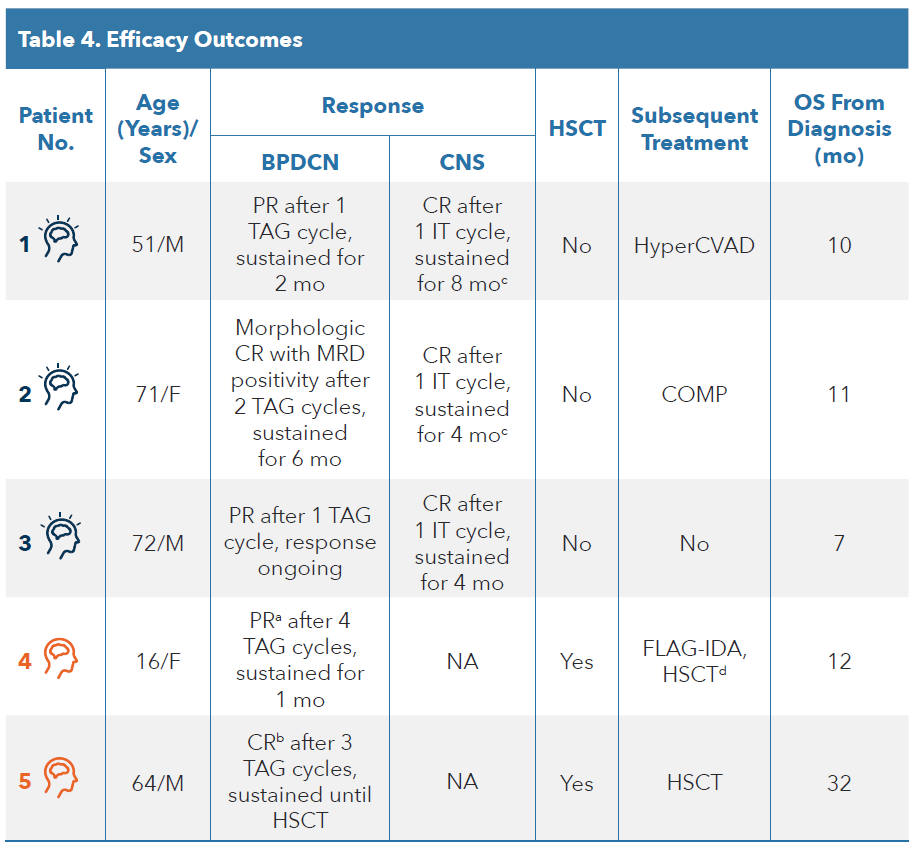 Table 4. Efficacy Outcomes
Patient
No.
Age
(Years)/
Sex
Response
BPDCN
CNS
HSCT
Subsequent
Treatment
OS From
Diagnosis
(mo)
1
51/M
PR after 1
TAG cycle,
sustained for
2 mo
CR after
1 IT cycle,
sustained
for 8 moᶜ
No
HyperCVAD
10
2
71/F
Morphologic
CR with MRD
positivity after
2 TAG cycles,
sustained
for 6 mo
CR after
1 IT cycle,
sustained
for 4 moᶜ
No
COMP
11
3
72/M
PR after 1 TAG
cycle, response
ongoing
CR after
1 IT cycle,
sustained
for 4 mo
No
No
7
4
16/F
PRᵃ after 4
TAG cycles,
sustained for
1 mo
NA
Yes
FLAG-IDA,
HSCTᵈ
12
5
64/M
CRᵇ after 3
TAG cycles,
sustained until
HSCT
NA
Yes
HSCT
32